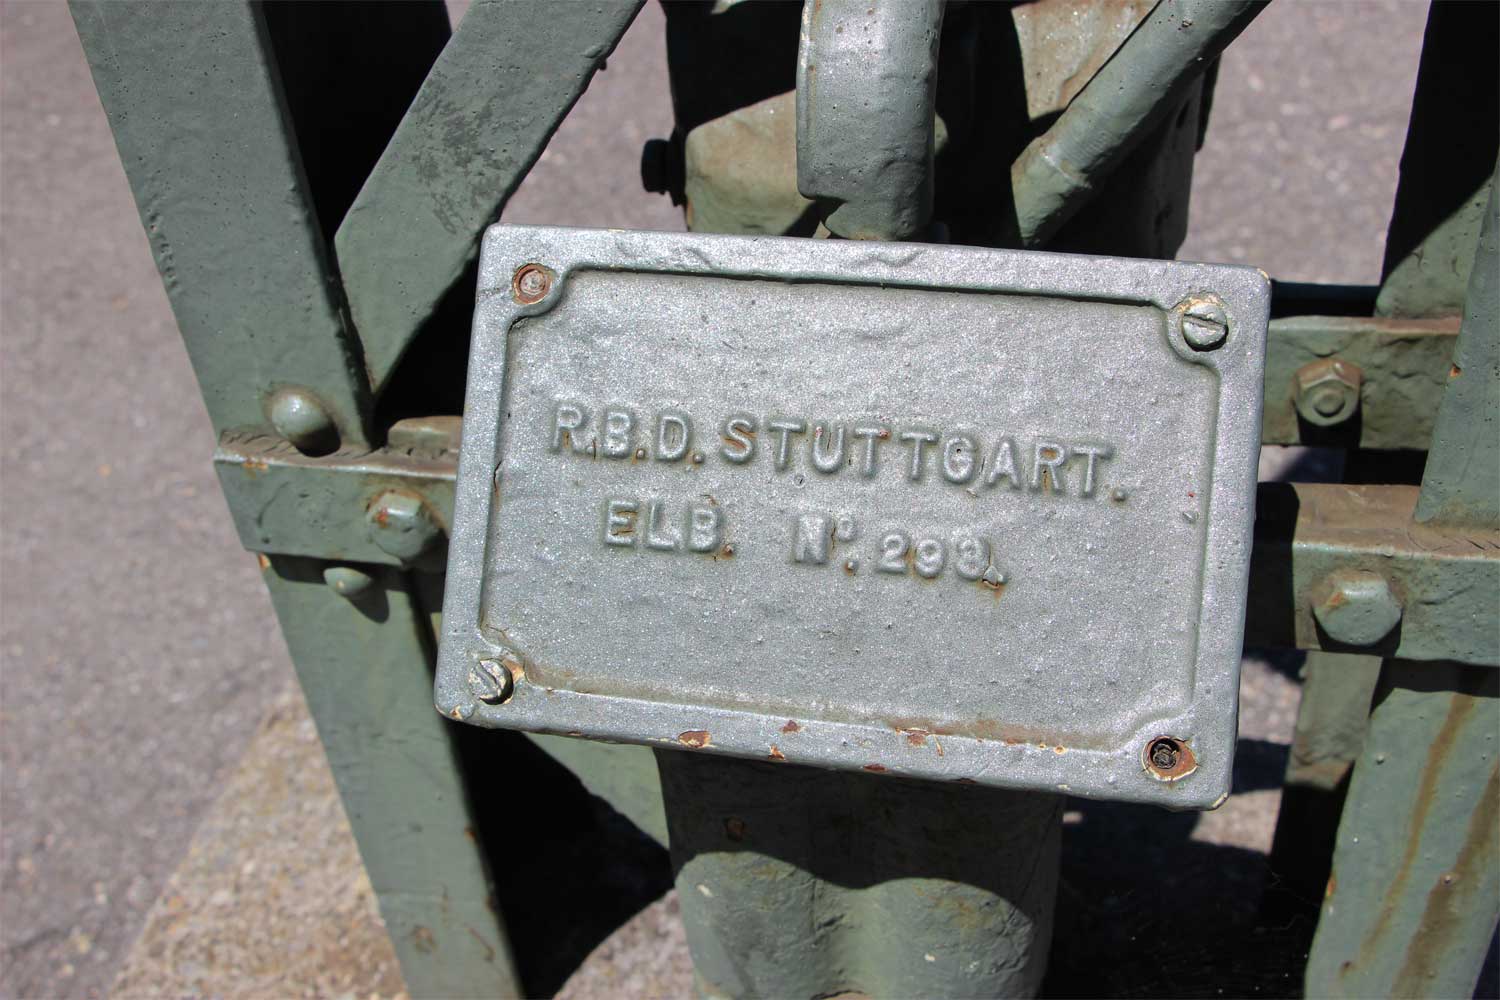 R.B.D. STUTTGART.
ELB. Nº. 293.